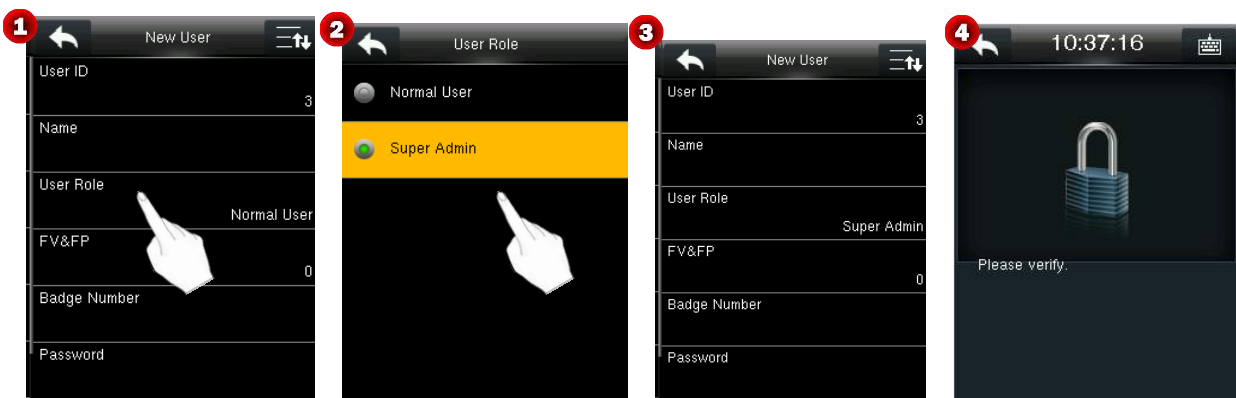 1
New User
User ID
3
Name
User Role
Normal User
FV&FP
0
Badge Number
Password
2
User Role
Normal User
Super Admin
3
New User
User ID
3
Name
User Role
Super Admin
FV&FP
0
Badge Number
Password
4
10:37:16
Please verify.